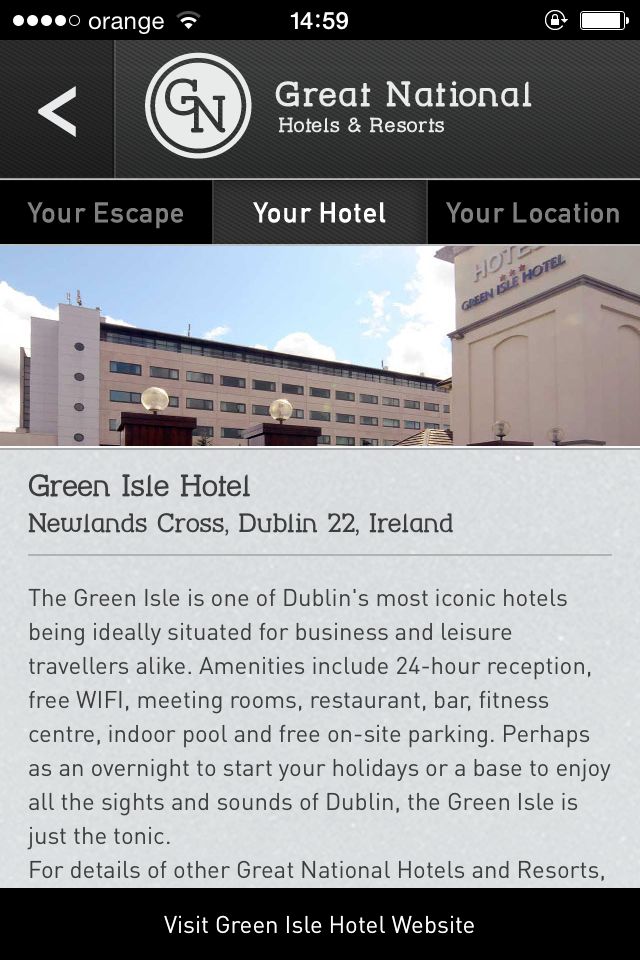 orange 14:59
GN
Great National
Hotels & Resorts
Your Escape Your Hotel Your Location
HOTEL
GREEN ISLE HOTEL
Green Isle Hotel
Newlands Cross, Dublin 22, Ireland
The Green Isle is one of Dublin's most iconic hotels
being ideally situated for business and leisure
travellers alike. Amenities include 24-hour reception,
free WIFI, meeting rooms, restaurant, bar, fitness
centre, indoor pool and free on-site parking. Perhaps
as an overnight to start your holidays or a base to enjoy
all the sights and sounds of Dublin, the Green Isle is
just the tonic.
For details of other Great National Hotels and Resorts,
Visit Green Isle Hotel Website